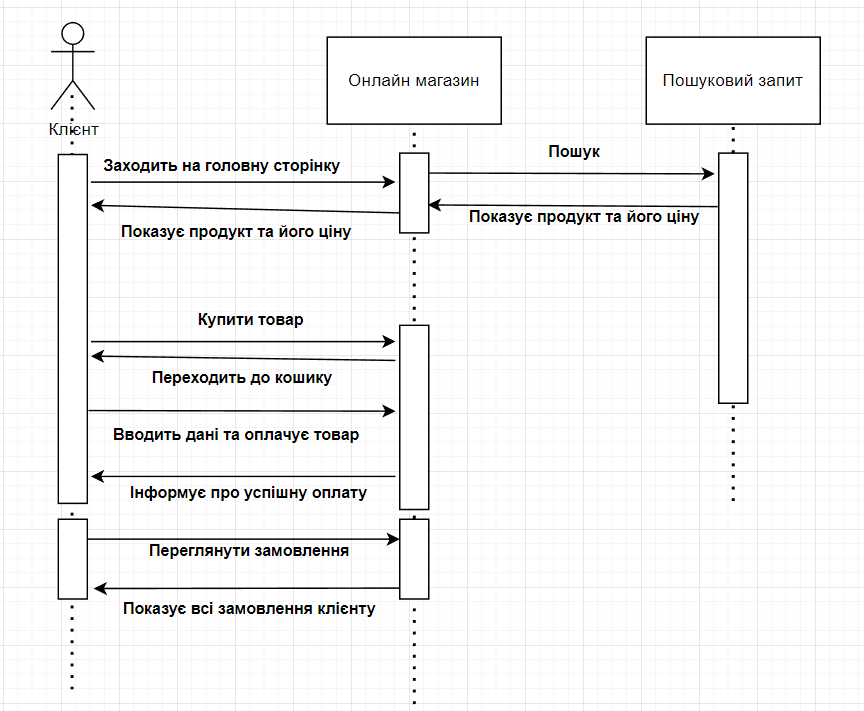 Онлайн магазин
Пошуковий запит
Клієнт
Заходить на головну сторінку
Пошук
Показує продукт та його ціну
Показує продукт та його ціну
Купити товар
Переходить до кошику
Вводить дані та оплачує товар
Інформує про успішну оплату
Переглянути замовлення
Показує всі замовлення клієнту